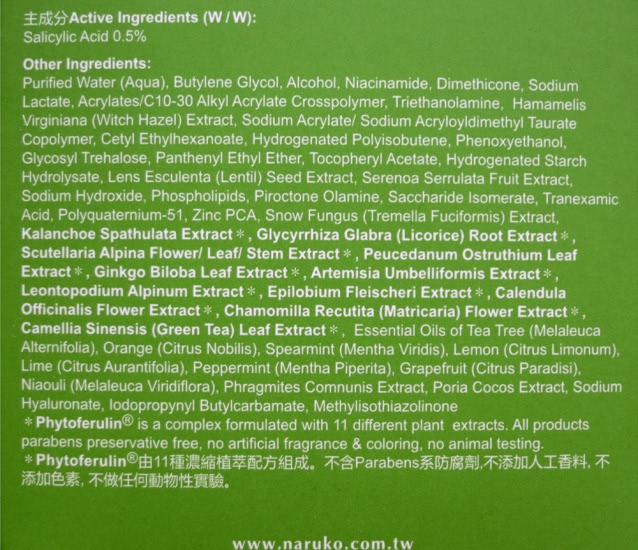 主成分Active Ingredients (W / W):
Salicylic Acid 0.5%
Other Ingredients:
Purified Water (Aqua), Butylene Glycol, Alcohol, Niacinamide, Dimethicone, Sodium
Lactate, Acrylates/C10-30 Alkyl Acrylate Crosspolymer, Triethanolamine, Hamamelis
Virginiana (Witch Hazel) Extract, Sodium Acrylate/ Sodium Acryloyldimethyl Taurate
Copolymer, Cetyl Ethylhexanoate, Hydrogenated Polyisobutene, Phenoxyethanol,
Glycosyl Trehalose, Panthenyl Ethyl Ether, Tocopheryl Acetate, Hydrogenated Starch
Hydrolysate, Lens Esculenta (Lentil) Seed Extract, Serenoa Serrulata Fruit Extract,
Sodium Hydroxide, Phospholipids, Piroctone Olamine, Saccharide Isomerate, Tranexamic
Acid, Polyquaternium-51, Zinc PCA, Snow Fungus (Tremella Fuciformis) Extract,
Kalanchoe Spathulata Extract＊, Glycyrrhiza Glabra (Licorice) Root Extract＊,
Scutellaria Alpina Flower/ Leaf/ Stem Extract＊, Peucedanum Ostruthium Leaf
Extract＊, Ginkgo Biloba Leaf Extract＊, Artemisia Umbelliformis Extract＊,
Leontopodium Alpinum Extract＊, Epilobium Fleischeri Extract＊, Calendula
Officinalis Flower Extract＊, Chamomilla Recutita (Matricaria) Flower Extract＊,
Camellia Sinensis (Green Tea) Leaf Extract＊, Essential Oils of Tea Tree (Melaleuca
Alternifolia), Orange (Citrus Nobilis), Spearmint (Mentha Viridis), Lemon (Citrus Limonum),
Lime (Citrus Aurantifolia), Peppermint (Mentha Piperita), Grapefruit (Citrus Paradisi),
Niaouli (Melaleuca Viridiflora), Phragmites Comnunis Extract, Poria Cocos Extract, Sodium
Hyaluronate, Iodopropynyl Butylcarbamate, Methylisothiazolinone
＊Phytoferulin® is a complex formulated with 11 different plant extracts. All products
parabens preservative free, no artificial fragrance & coloring, no animal testing.
＊Phytoferulin®由11種濃縮植萃配方組成。不含Parabens系防腐劑,不添加人工香料, 不
添加色素, 不做任何動物性實驗。
www.naruko.com.tw